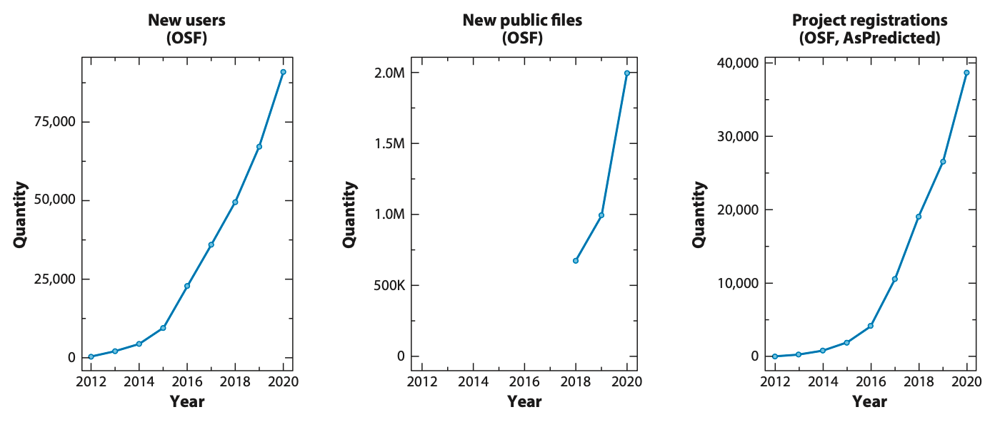 New users
(OSF)
75,000
50,000
25,000
0
Quantity
2012 2014 2016 2018 2020
Year
New public files
(OSF)
2.0M
1.5M
1.0M
500K
0
Quantity
2012 2014 2016 2018 2020
Year
Project registrations
(OSF, AsPredicted)
40,000
30,000
20,000
10,000
0
Quantity
2012 2014 2016 2018 2020
Year